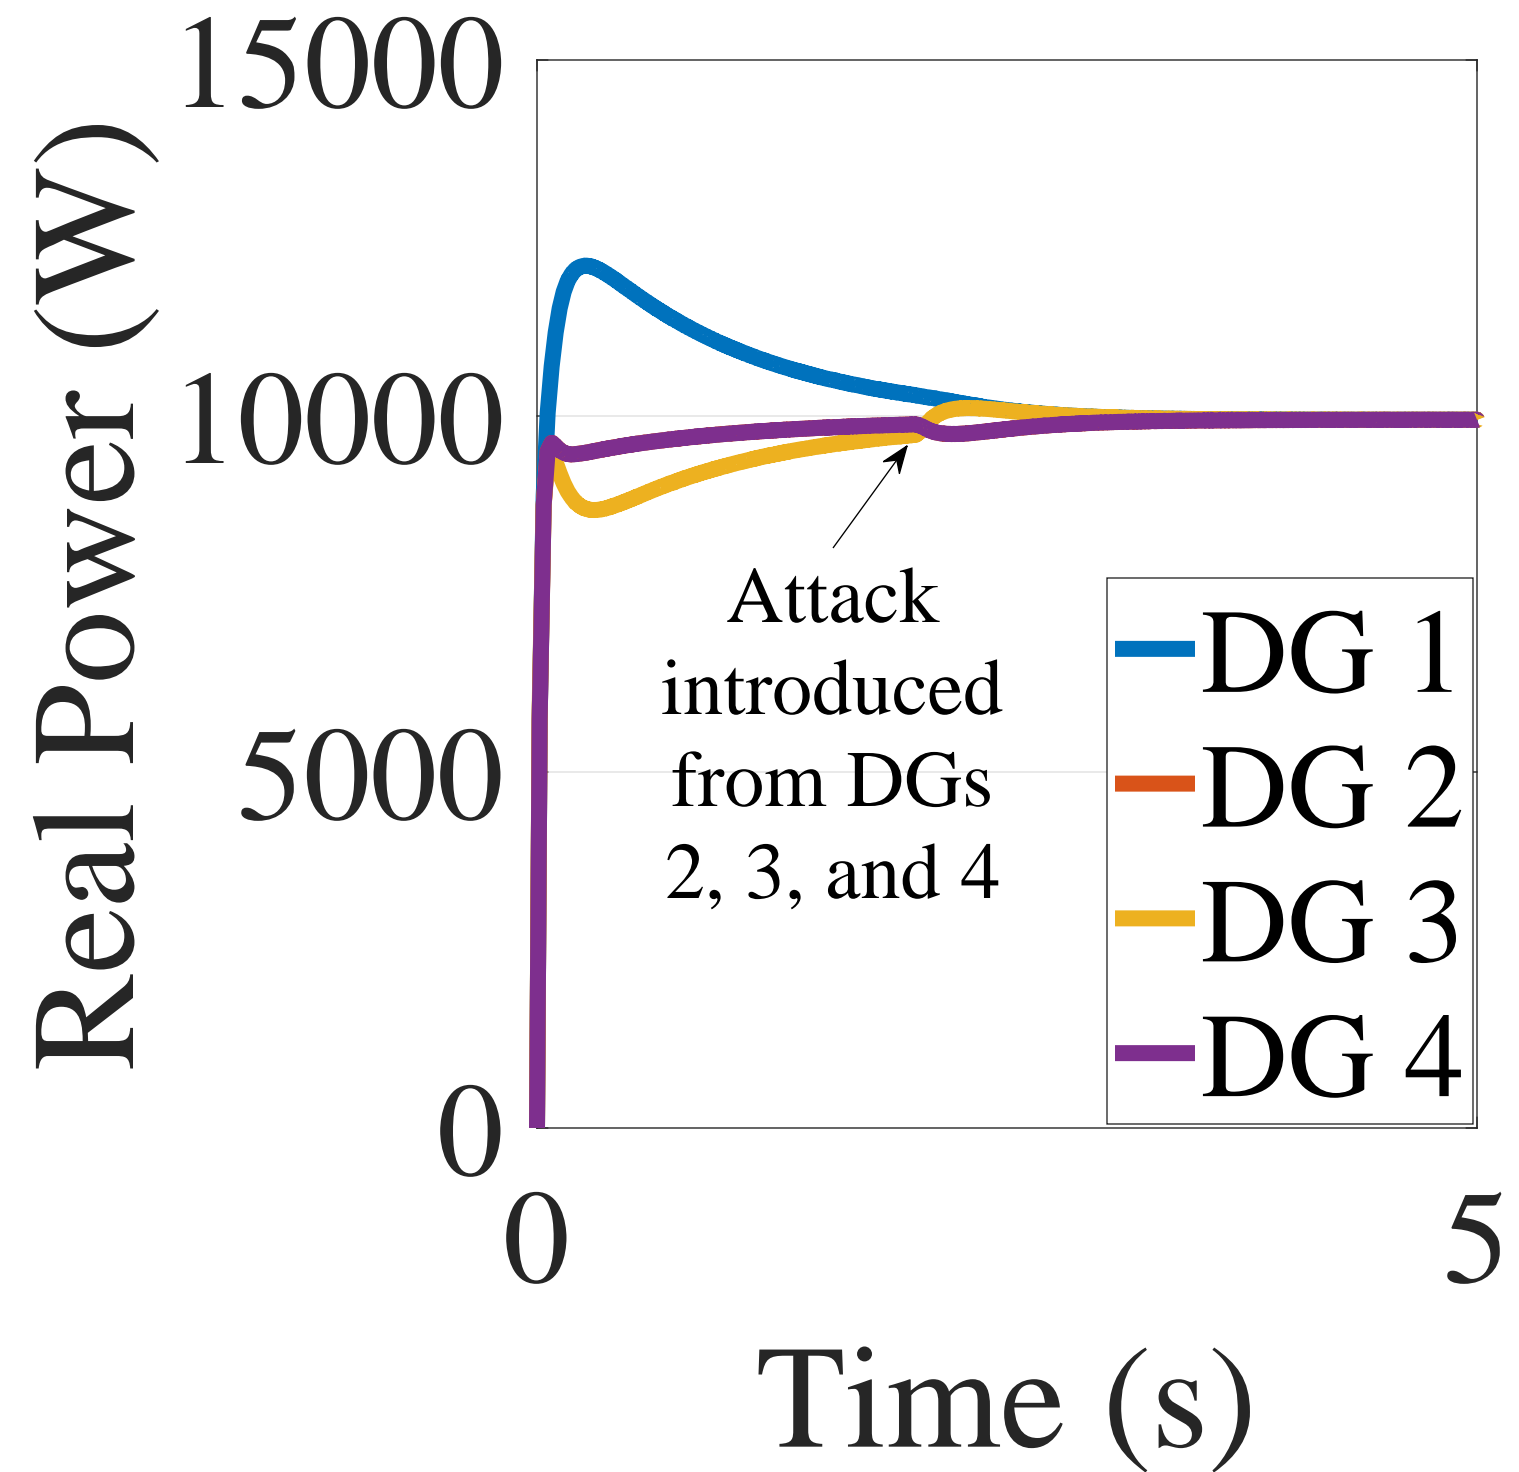 Real Power (W)
15000
10000
5000
0
0
5
Time (s)
Attack
introduced
from DGs
2, 3, and 4
DG 1
DG 2
DG 3
DG 4